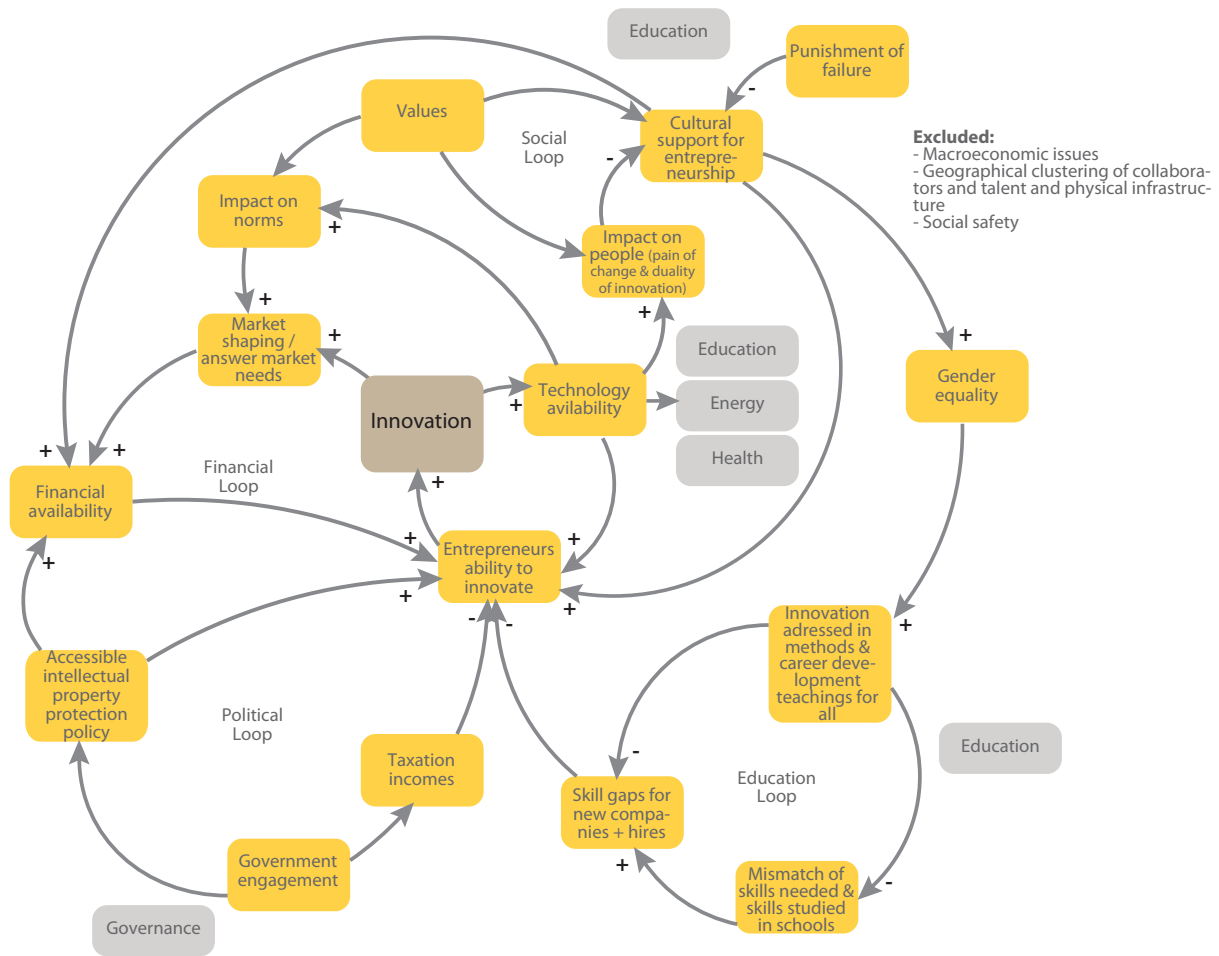 Education
Punishment of
failure
Values
Social
Loop
Cultural
support for
entrepre-
neurship
-
-
Excluded:
- Macroeconomic issues
- Geographical clustering of collabora-
tors and talent and physical infrastruc-
ture
- Social safety
Impact on
norms
+
Impact on
people (pain of
change & duality
of innovation)
+
Market
shaping /
answer market
needs
+
+
Education
Energy
Health
+
Gender
equality
Innovation
Technology
avilability
+
+
+
Financial
Loop
+
Financial
availability
+
+
+
Entrepreneurs
ability to
innovate
+
+
+
-
-
Accessible
intellectual
property
protection
policy
Political
Loop
Innovation
adressed in
methods &
career deve-
lopment
teachings for
all
+
Taxation
incomes
Education
-
Skill gaps for
new compa-
nies + hires
Education
Loop
+
Government
engagement
Mismatch of
skills needed &
skills studied
in schools
-
Governance